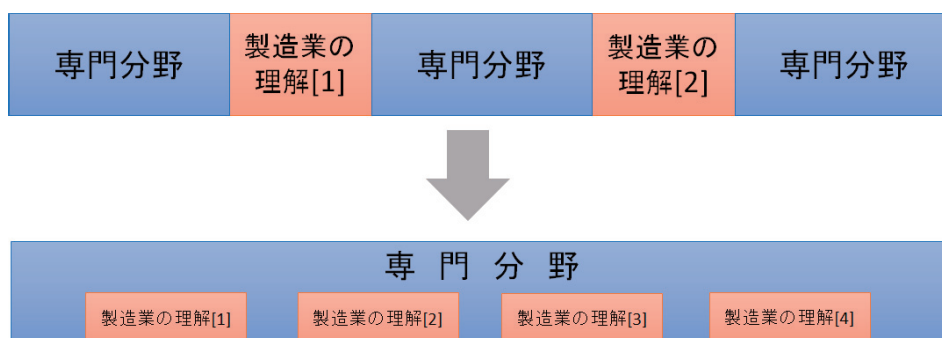 専門分野
製造業の
理解[1]
専門分野
製造業の
理解[2]
専門分野
専門分野
製造業の理解[1]
製造業の理解[2]
製造業の理解[3]
製造業の理解[4]